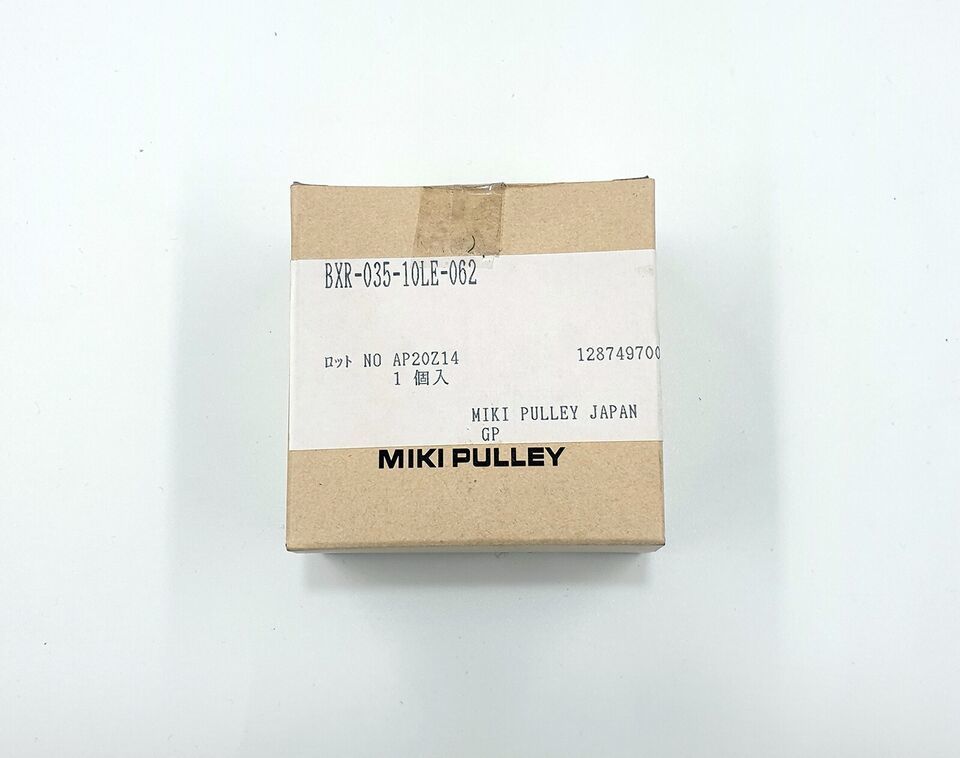 BXR-035-10LE-062
ﾛｯﾄ NO AP20Z14 128749700
1 個入
MIKI PULLEY JAPAN
GP
MIKI PULLEY